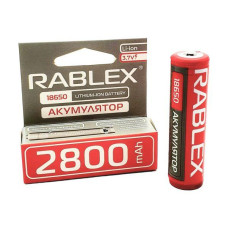 Li-ion
3.7V
RABLEX
18650
LITHIUM-ION BATTERY
АКУМУЛЯТОР
2800 mAh
RABLEX
18650
АКУМУЛЯТОР